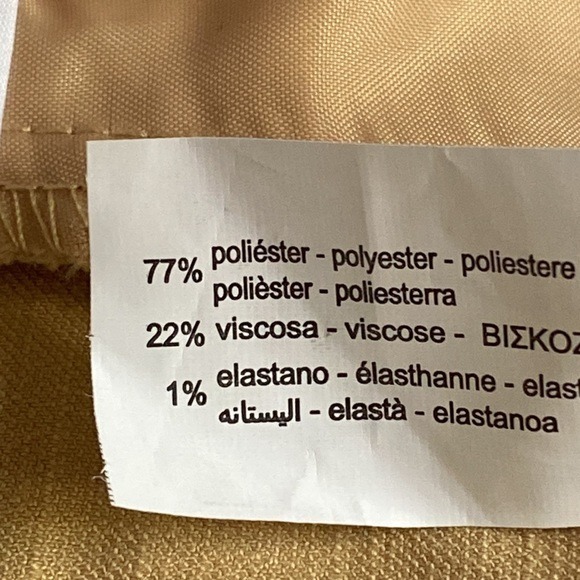 77% poliéster - polyester - poliestere
polièster - poliesterra
22% viscosa - viscose - ΒΙΣΚΟΖ
1% elastano - élasthanne - elast
اليستانه - elastà - elastanoa